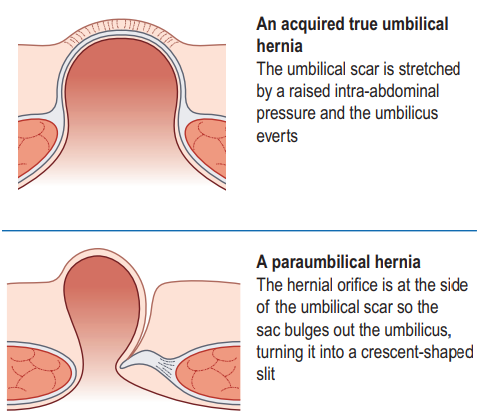 An acquired true umbilical
hernia
The umbilical scar is stretched
by a raised intra-abdominal
pressure and the umbilicus
everts
A paraumbilical hernia
The hernial orifice is at the side
of the umbilical scar so the
sac bulges out the umbilicus,
turning it into a crescent-shaped
slit